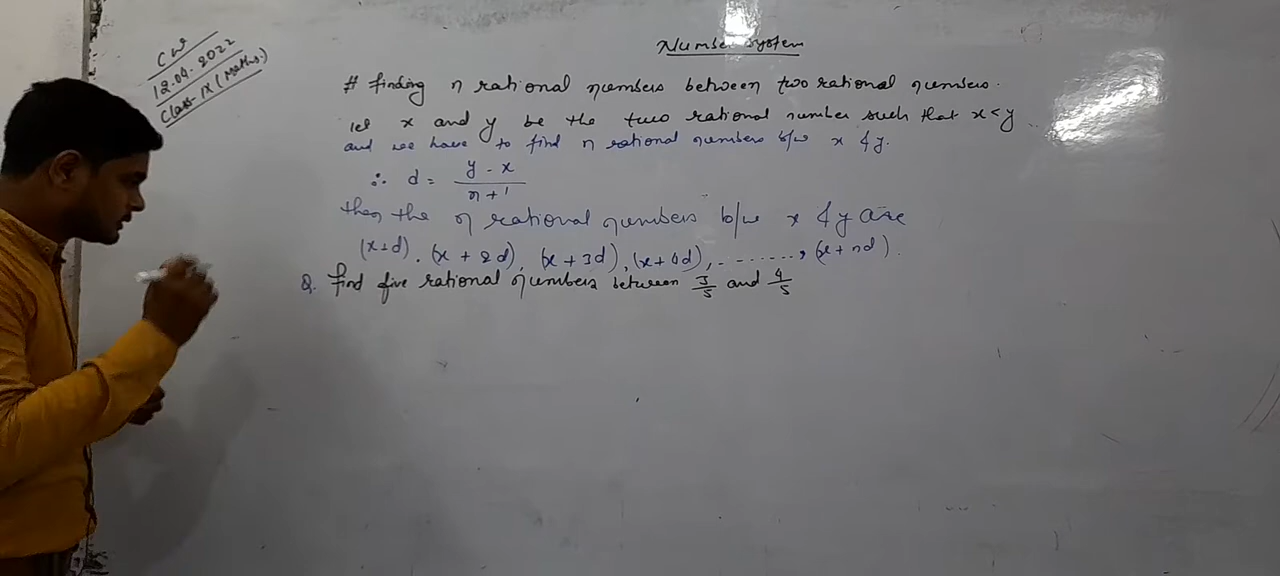 CW
12.04.2022
Class-IX (Maths.)
Number System
# finding n rational numbers between two rational numbers.
let x and y be the two rational number such that x < y
and we have to find n rational numbers b/w x & y.
∴ d = (y - x)/(n + 1)
then the n rational numbers b/w x & y are
(x+d), (x + 2d), (x + 3d), (x + 4d), ........, (x + nd).
Q. find five rational numbers between 3/5 and 4/5